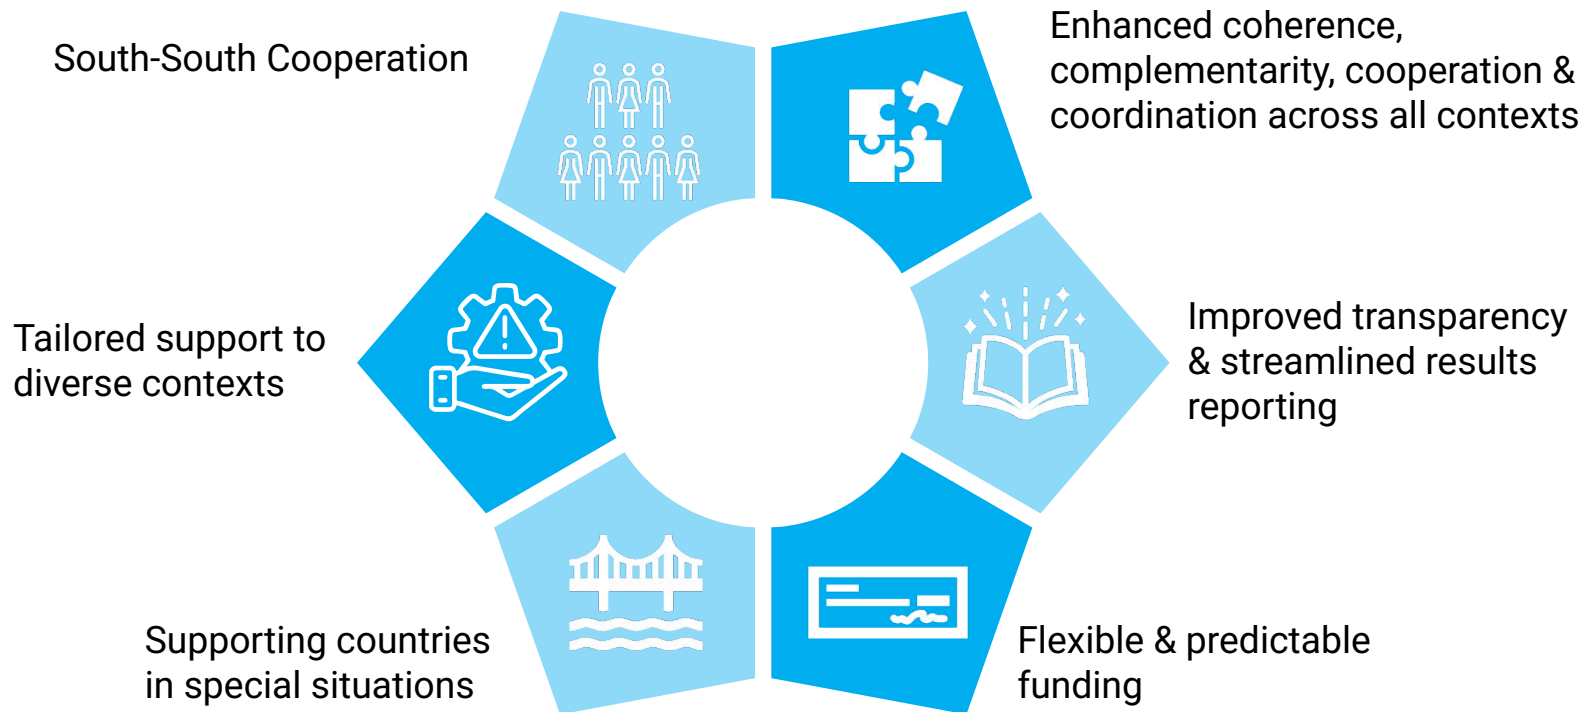 South-South Cooperation
Enhanced coherence,
complementarity, cooperation &
coordination across all contexts
Tailored support to
diverse contexts
Improved transparency
& streamlined results
reporting
Supporting countries
in special situations
Flexible & predictable
funding